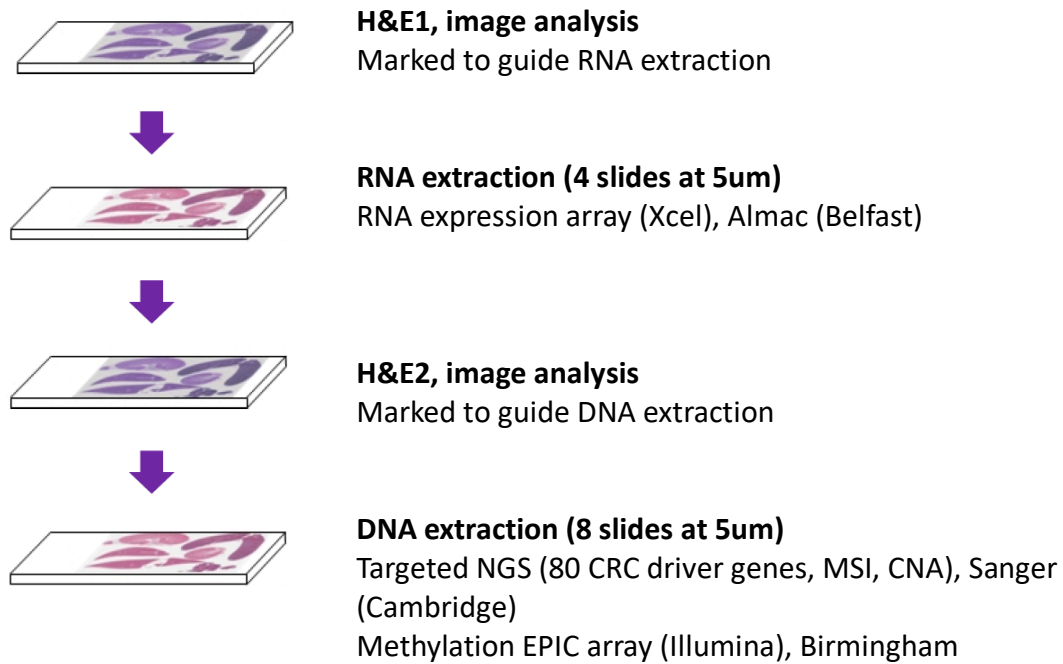 H&E1, image analysis
Marked to guide RNA extraction
RNA extraction (4 slides at 5um)
RNA expression array (Xcel), Almac (Belfast)
H&E2, image analysis
Marked to guide DNA extraction
DNA extraction (8 slides at 5um)
Targeted NGS (80 CRC driver genes, MSI, CNA), Sanger
(Cambridge)
Methylation EPIC array (Illumina), Birmingham